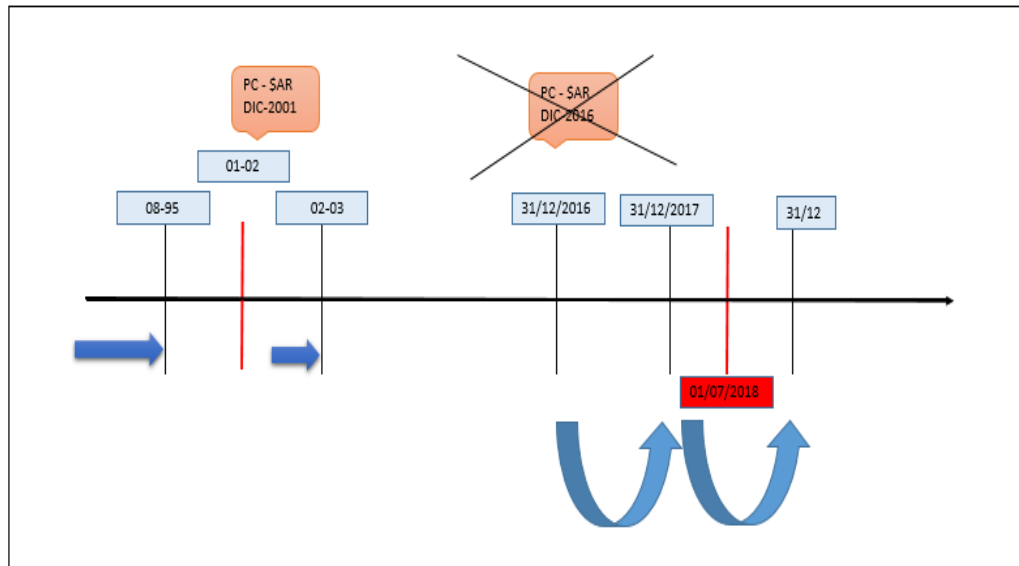 PC - $AR
DIC-2001
PC - $AR
DIC-2016
01-02
08-95
02-03
31/12/2016
31/12/2017
31/12
01/07/2018